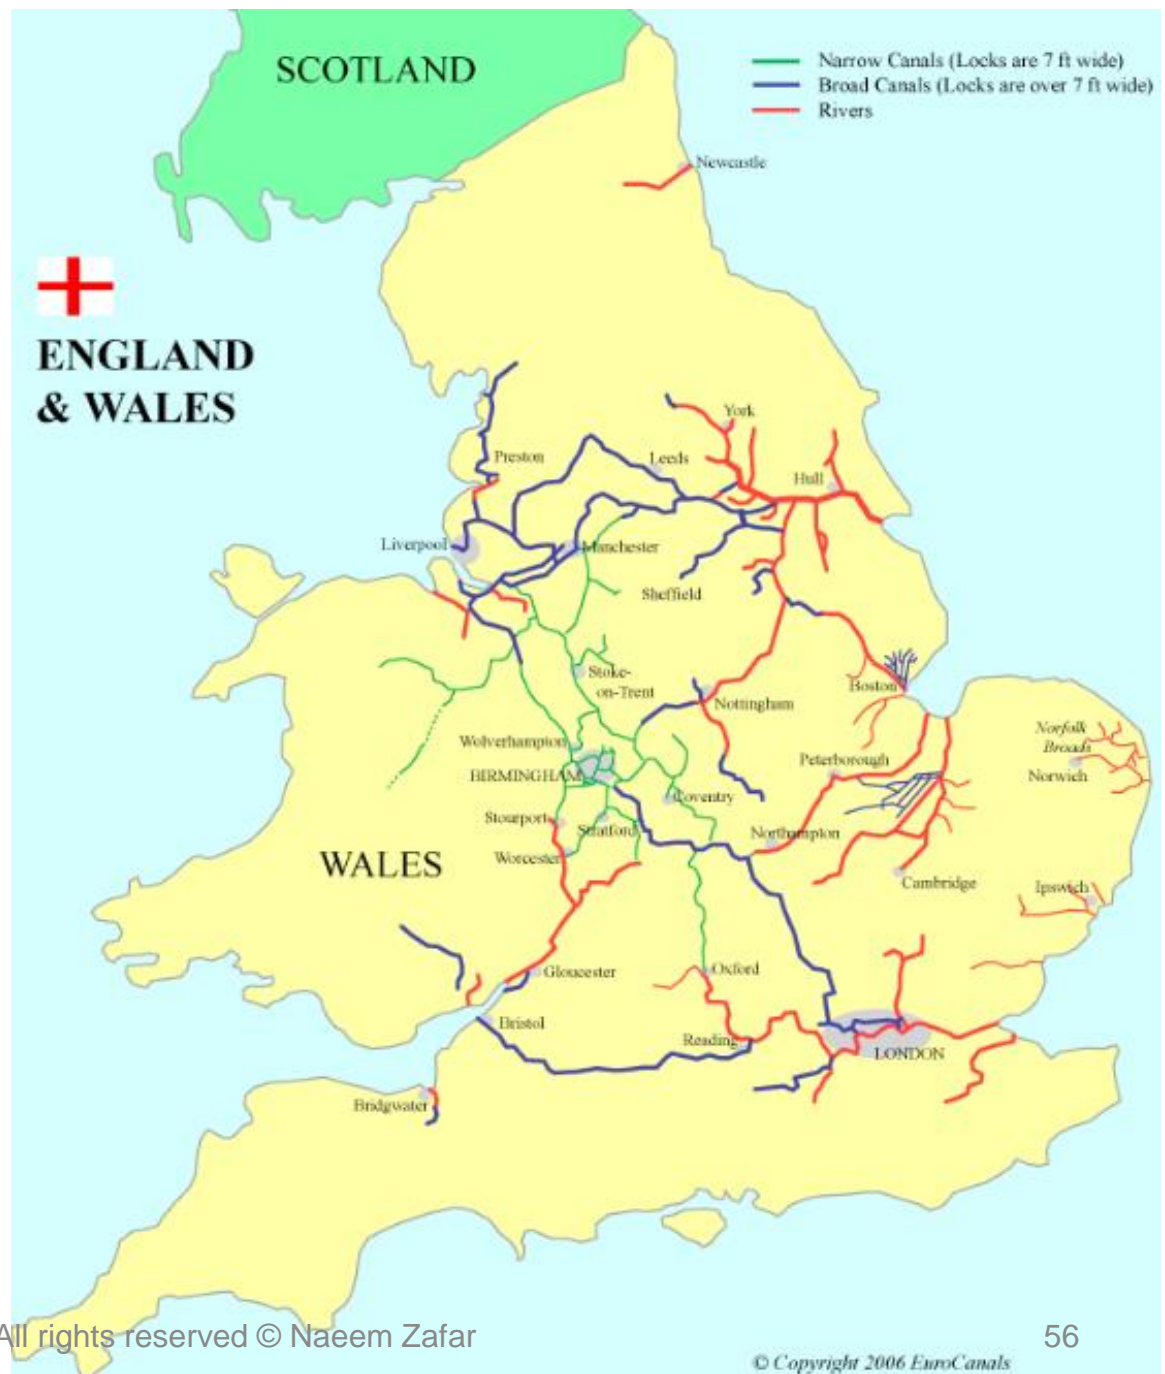 SCOTLAND
Narrow Canals (Locks are 7 ft wide)
Broad Canals (Locks are over 7 ft wide)
Rivers
Newcastle
ENGLAND
& WALES
York
Preston
Leeds
Hull
Liverpool
Manchester
Sheffield
Stoke-
on-Trent
Boston
Nottingham
Norfolk
Broads
Wolverhampton
Peterborough
BIRMINGHAM
Norwich
Coventry
Stourport
Stratford
Northampton
Worcester
WALES
Cambridge
Ipswich
Gloucester
Oxford
Bristol
Reading
LONDON
Bridgwater
All rights reserved © Naeem Zafar
56
© Copyright 2006 EuroCanals